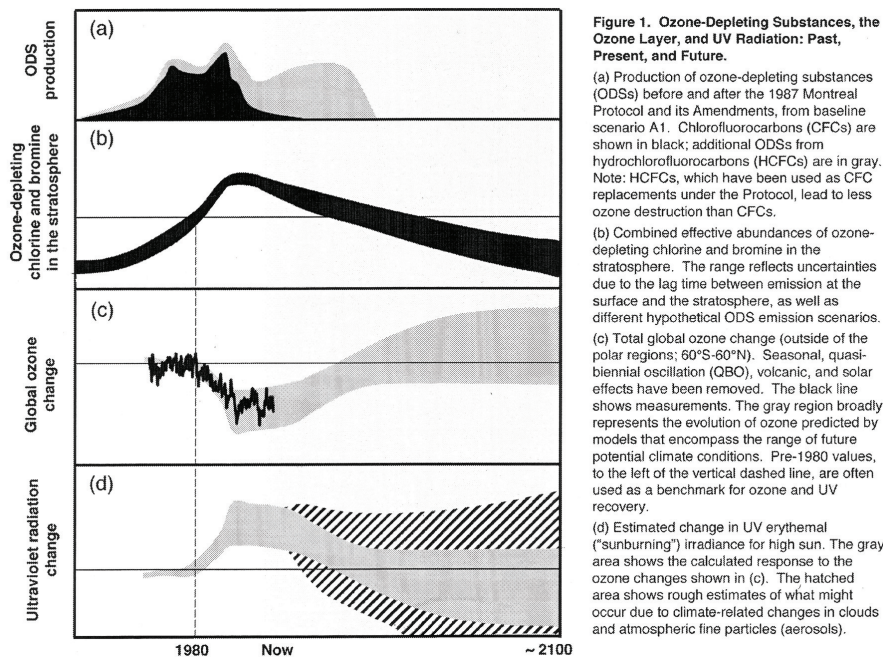 (a)
ODS
production
(b)
Ozone-depleting
chlorine and bromine
in the stratosphere
(c)
Global ozone
change
(d)
Ultraviolet radiation
change
1980
Now
~ 2100
Figure 1. Ozone-Depleting Substances, the
Ozone Layer, and UV Radiation: Past,
Present, and Future.
(a) Production of ozone-depleting substances
(ODSs) before and after the 1987 Montreal
Protocol and its Amendments, from baseline
scenario A1. Chlorofluorocarbons (CFCs) are
shown in black; additional ODSs from
hydrochlorofluorocarbons (HCFCs) are in gray.
Note: HCFCs, which have been used as CFC
replacements under the Protocol, lead to less
ozone destruction than CFCs.
(b) Combined effective abundances of ozone-
depleting chlorine and bromine in the
stratosphere. The range reflects uncertainties
due to the lag time between emission at the
surface and the stratosphere, as well as
different hypothetical ODS emission scenarios.
(c) Total global ozone change (outside of the
polar regions; 60°S-60°N). Seasonal, quasi-
biennial oscillation (QBO), volcanic, and solar
effects have been removed. The black line
shows measurements. The gray region broadly
represents the evolution of ozone predicted by
models that encompass the range of future
potential climate conditions. Pre-1980 values,
to the left of the vertical dashed line, are often
used as a benchmark for ozone and UV
recovery.
(d) Estimated change in UV erythemal
("sunburning") irradiance for high sun. The gray
area shows the calculated response to the
ozone changes shown in (c). The hatched
area shows rough estimates of what might
occur due to climate-related changes in clouds
and atmospheric fine particles (aerosols).